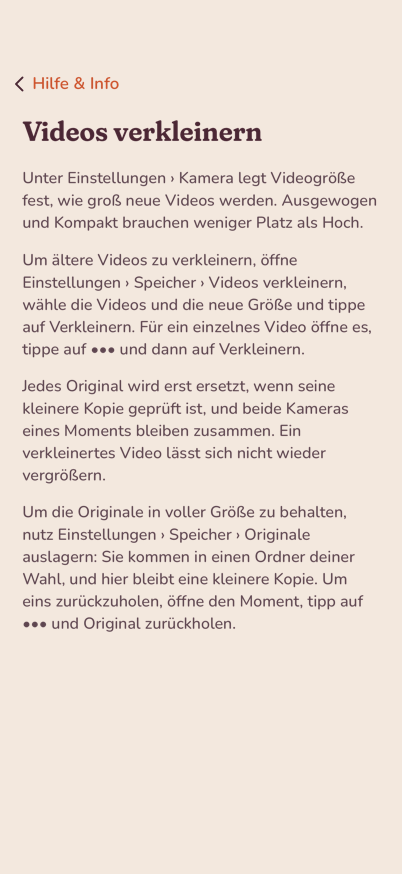 Hilfe & Info
Videos verkleinern
Unter Einstellungen › Kamera legt Videogröße
fest, wie groß neue Videos werden. Ausgewogen
und Kompakt brauchen weniger Platz als Hoch.
Um ältere Videos zu verkleinern, öffne
Einstellungen › Speicher › Videos verkleinern,
wähle die Videos und die neue Größe und tippe
auf Verkleinern. Für ein einzelnes Video öffne es,
tippe auf ••• und dann auf Verkleinern.
Jedes Original wird erst ersetzt, wenn seine
kleinere Kopie geprüft ist, und beide Kameras
eines Moments bleiben zusammen. Ein
verkleinertes Video lässt sich nicht wieder
vergrößern.
Um die Originale in voller Größe zu behalten,
nutz Einstellungen › Speicher › Originale
auslagern: Sie kommen in einen Ordner deiner
Wahl, und hier bleibt eine kleinere Kopie. Um
eins zurückzuholen, öffne den Moment, tipp auf
••• und Original zurückholen.